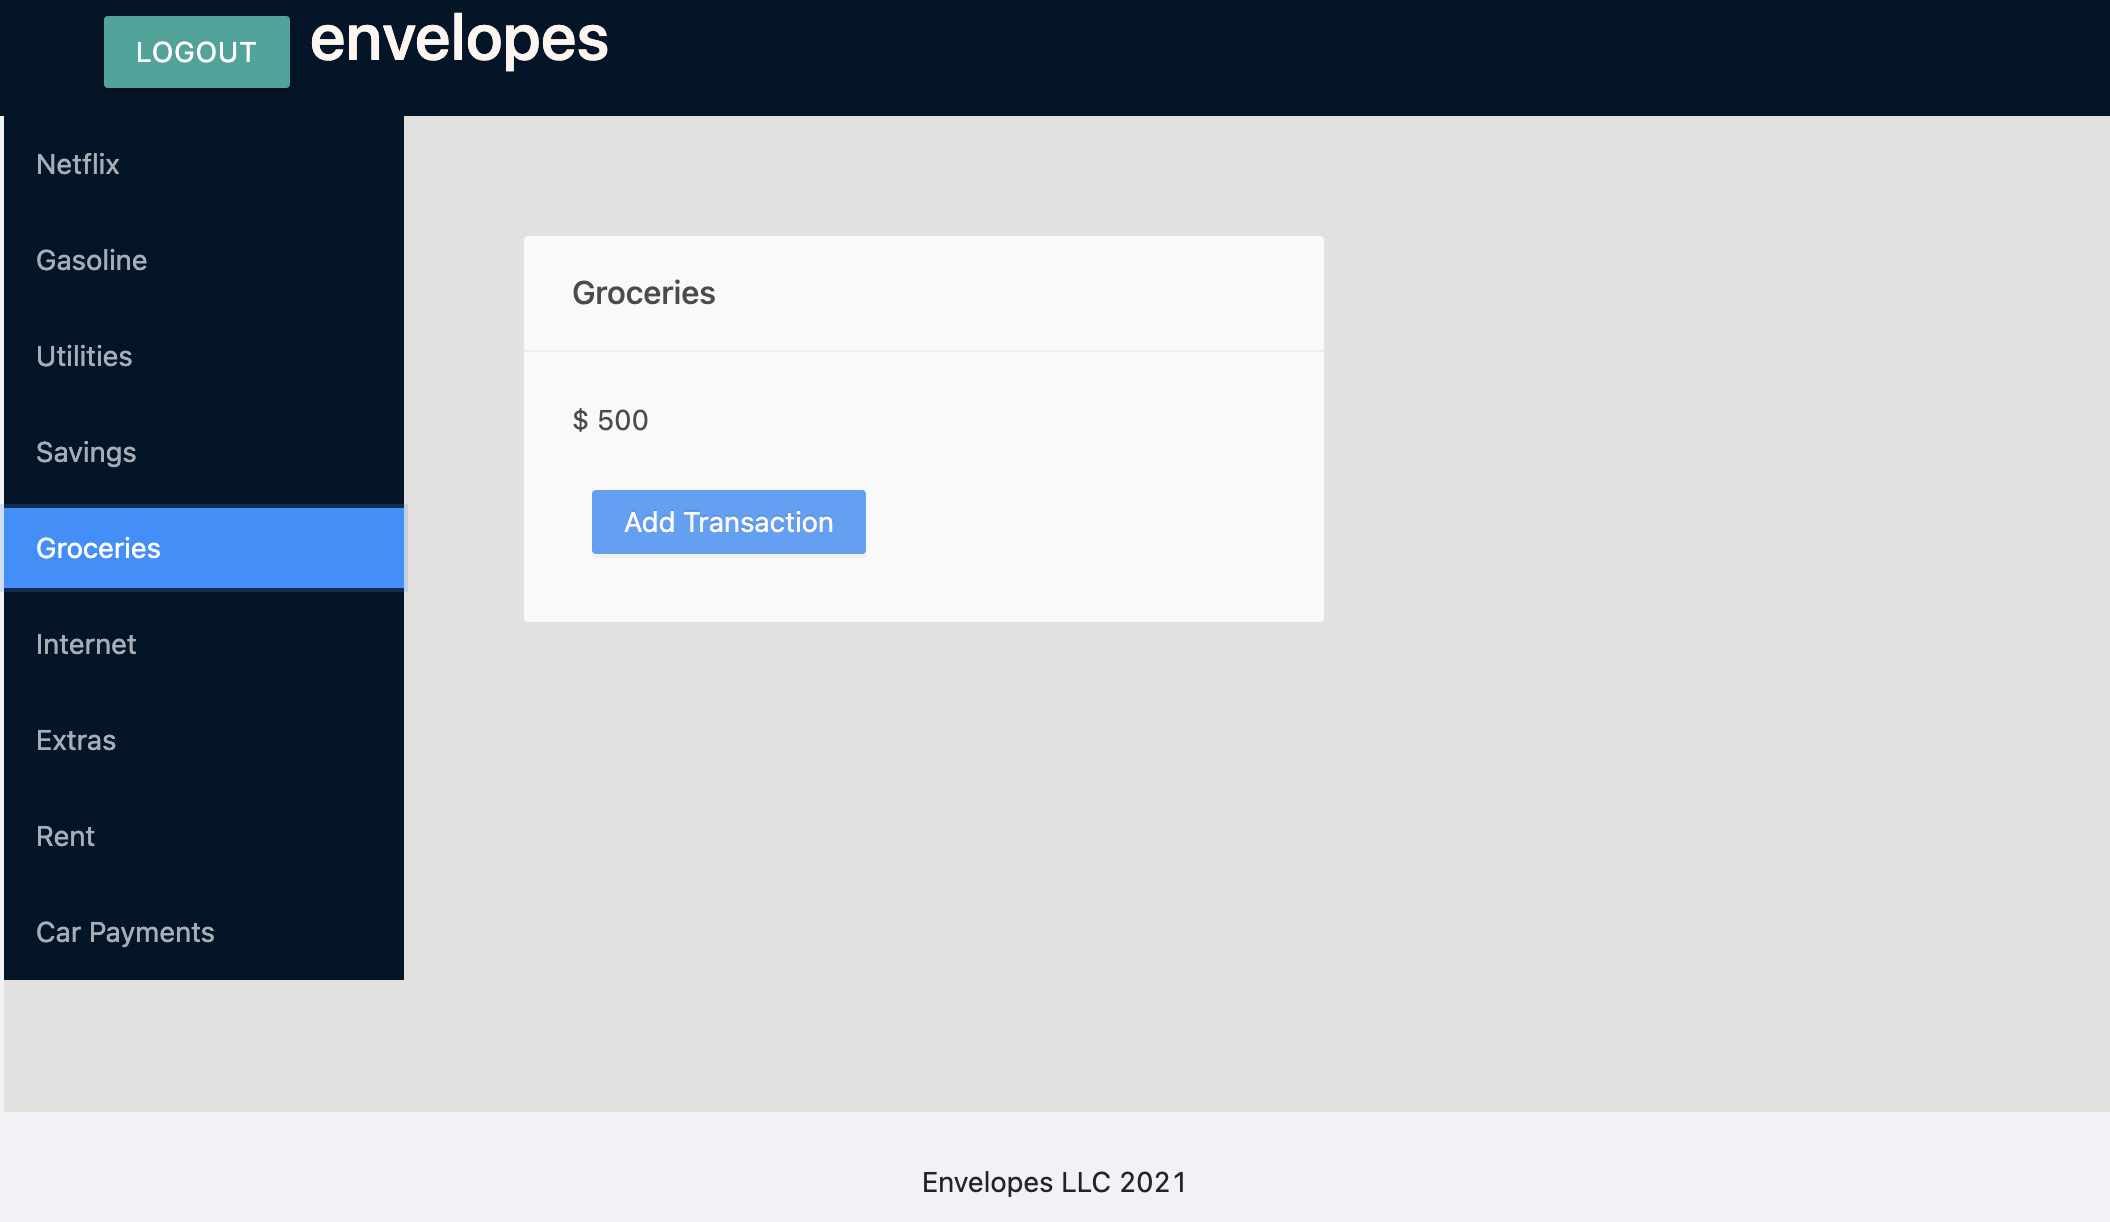 LOGOUT
envelopes
Netflix
Gasoline
Utilities
Savings
Groceries
Internet
Extras
Rent
Car Payments
Groceries
$ 500
Add Transaction
Envelopes LLC 2021